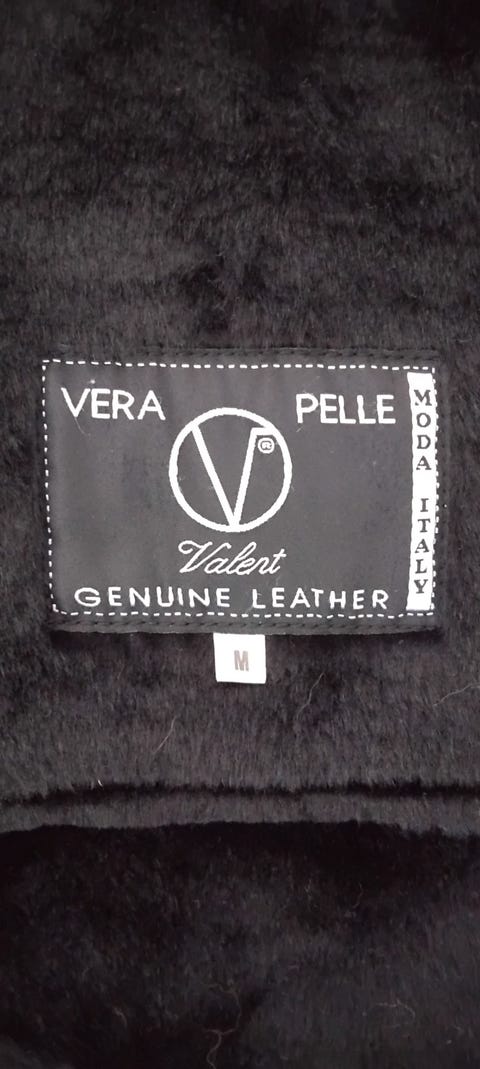 VERA PELLE
V®
Valent
GENUINE LEATHER
MODA ITALY
M